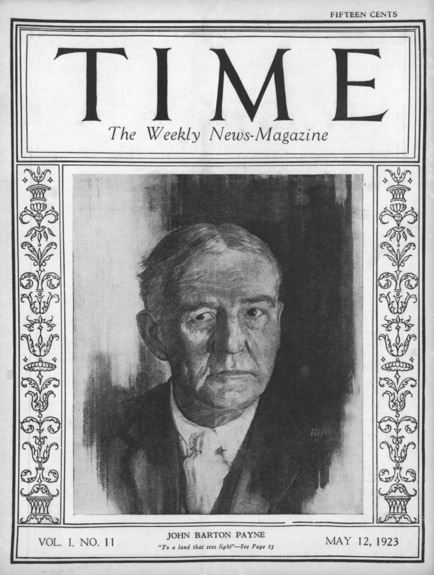 FIFTEEN CENTS
TIME
The Weekly News-Magazine
VOL. I, NO. 11
JOHN BARTON PAYNE
"To a land that sees light"—See Page 15
MAY 12, 1923